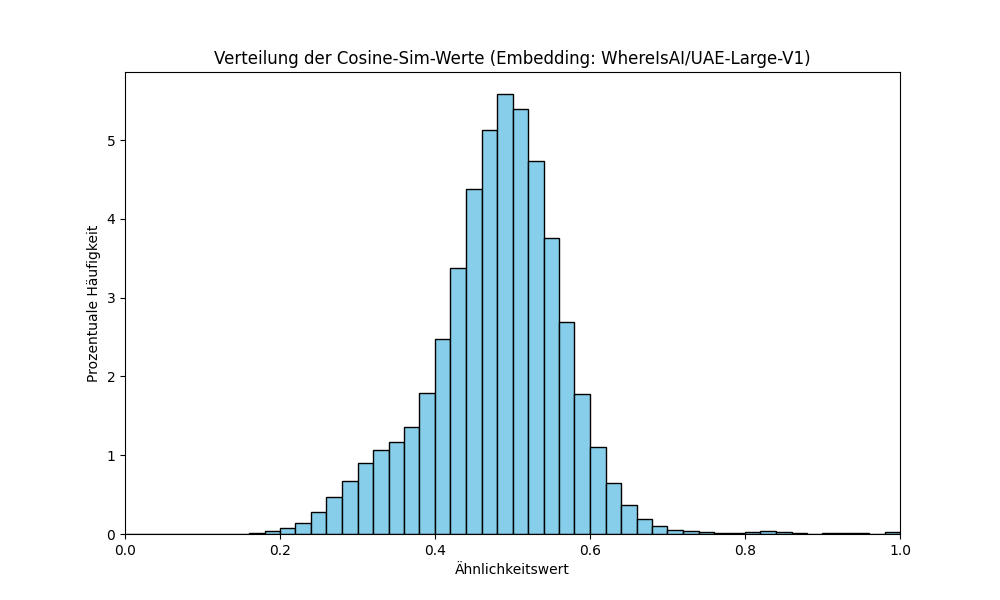 Verteilung der Cosine-Sim-Werte (Embedding: WhereIsAI/UAE-Large-V1)
Prozentuale Häufigkeit
5
4
3
2
1
0
0.0 0.2 0.4 0.6 0.8 1.0
Ähnlichkeitswert